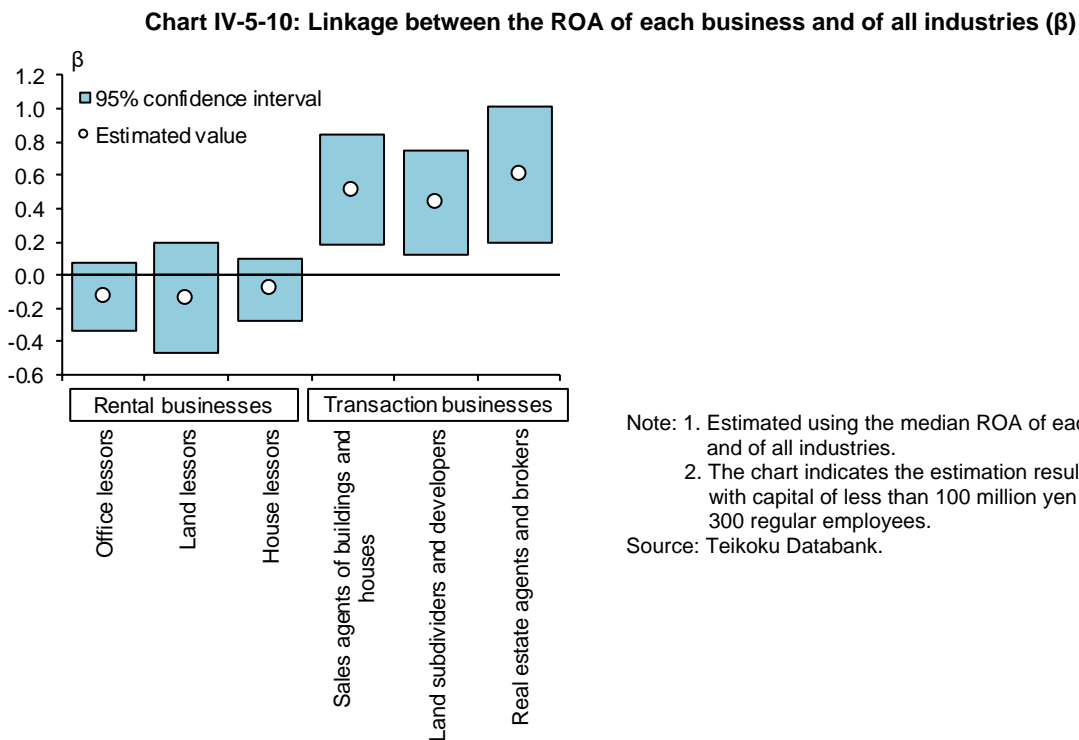 Chart IV-5-10: Linkage between the ROA of each business and of all industries (β)
β
1.2
1.0
0.8
0.6
0.4
0.2
0.0
-0.2
-0.4
-0.6
95% confidence interval
Estimated value
Rental businesses
Transaction businesses
Office lessors
Land lessors
House lessors
Sales agents of buildings and
houses
Land subdividers and developers
Real estate agents and brokers
Note: 1. Estimated using the median ROA of
and of all industries.
2. The chart indicates the estimation
with capital of less than 100 million yen
300 regular employees.
Source: Teikoku Databank.